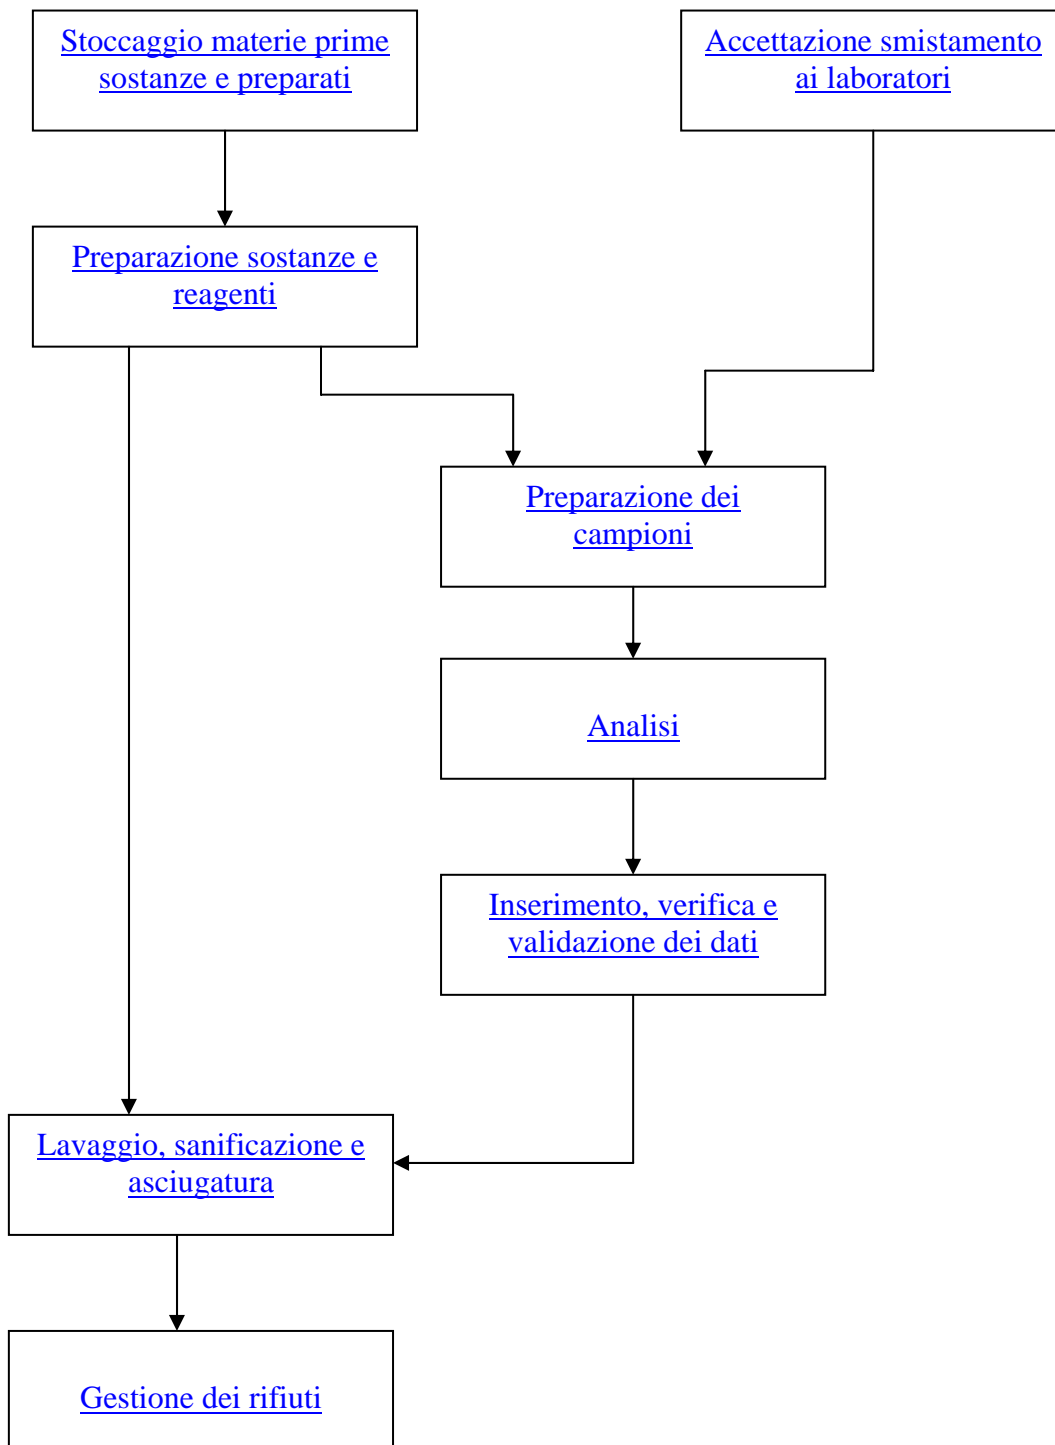 Stoccaggio materie prime
sostanze e preparati
Accettazione smistamento
ai laboratori
Preparazione sostanze e
reagenti
Preparazione dei
campioni
Analisi
Inserimento, verifica e
validazione dei dati
Lavaggio, sanificazione e
asciugatura
Gestione dei rifiuti